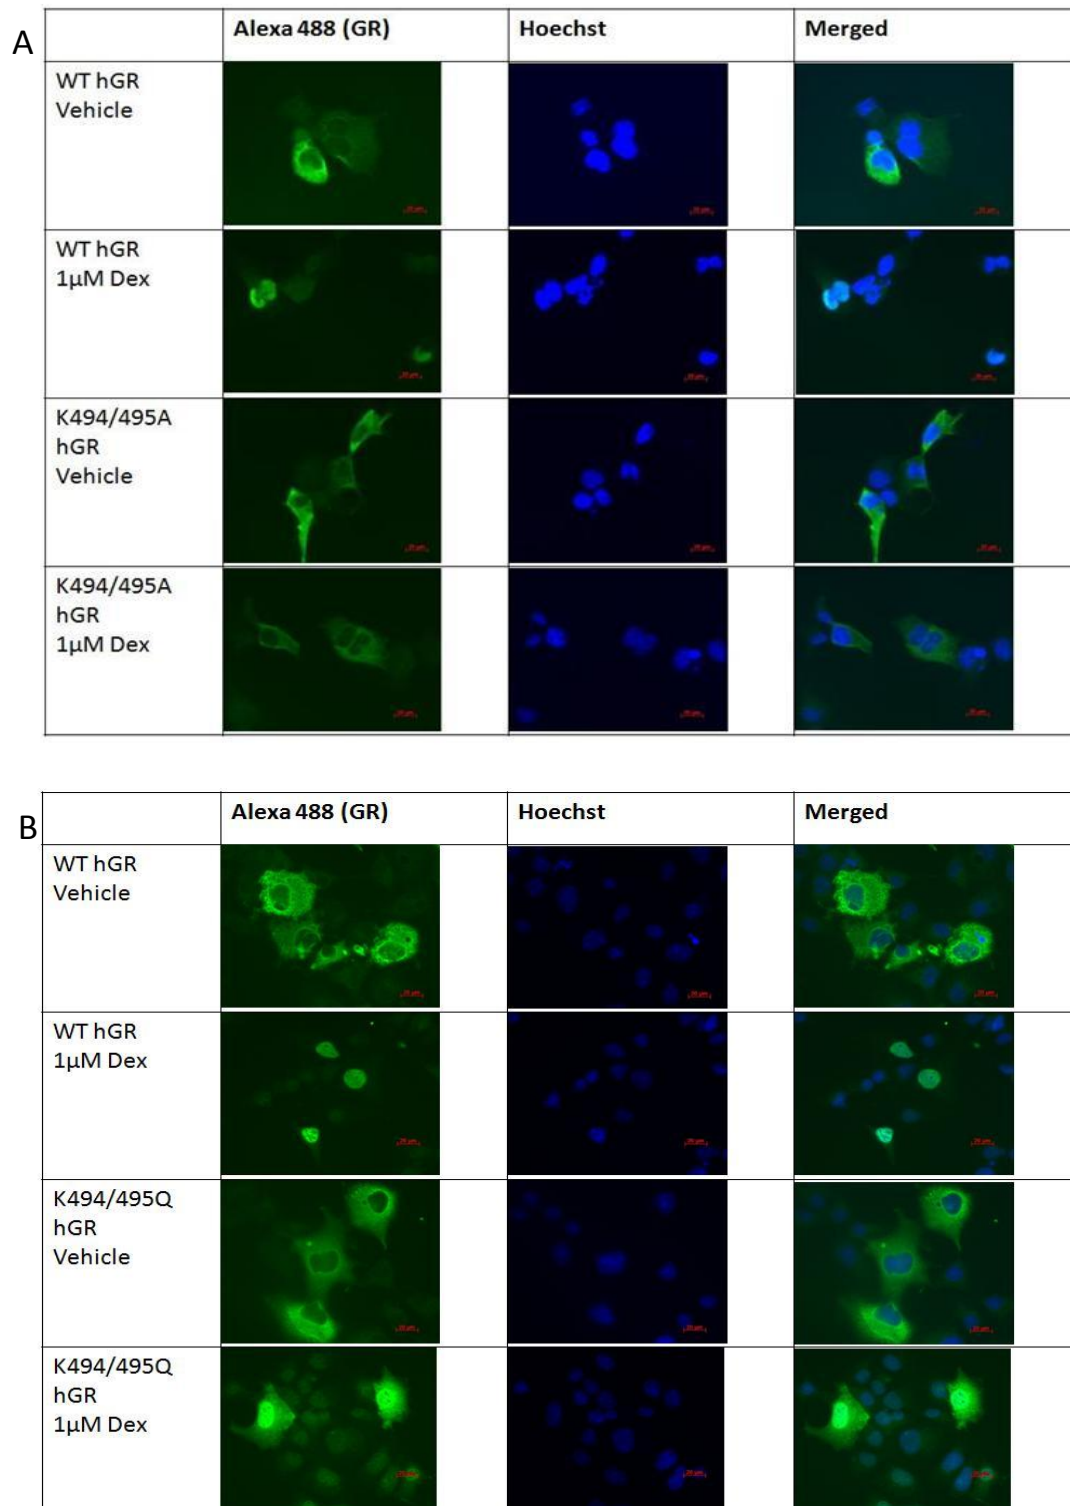 A
Alexa 488 (GR) Hoechst Merged
WT hGR
Vehicle
WT hGR
1μM Dex
K494/495A
hGR
Vehicle
K494/495A
hGR
1μM Dex
B
Alexa 488 (GR) Hoechst Merged
WT hGR
Vehicle
WT hGR
1μM Dex
K494/495Q
hGR
Vehicle
K494/495Q
hGR
1μM Dex